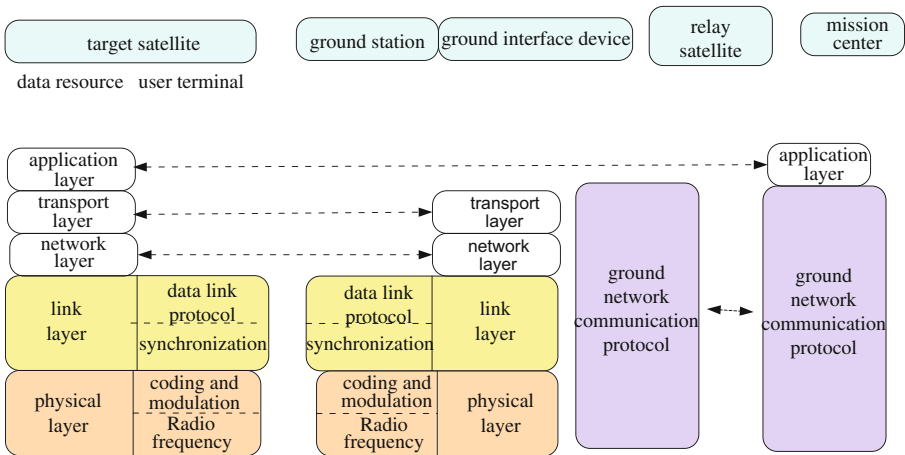 target satellite
ground station
ground interface device
relay
satellite
mission
center
data resource user terminal
application
layer
application
layer
transport
layer
transport
layer
network
layer
network
layer
link
layer
data link
protocol
synchronization
data link
protocol
synchronization
link
layer
ground
network
communication
protocol
ground
network
communication
protocol
physical
layer
coding and
modulation
Radio
frequency
coding and
modulation
Radio
frequency
physical
layer